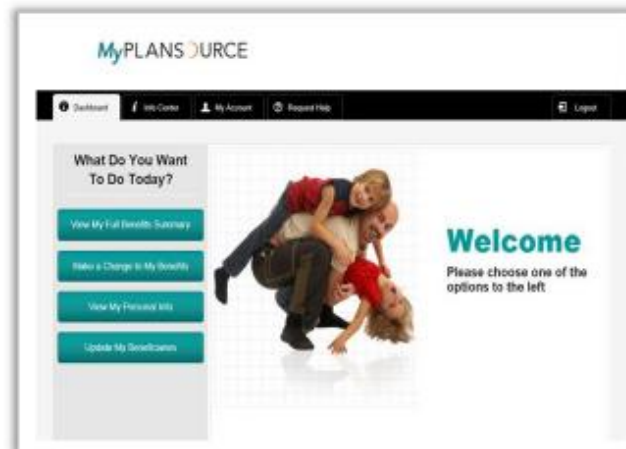 MyPLANSOURCE
Dashboard
Info Center
My Account
Request Help
Logout
What Do You Want
To Do Today?
View My Full Benefits Summary
Make a Change to My Benefits
View My Personal Info
Update My Beneficiaries
Welcome
Please choose one of the
options to the left